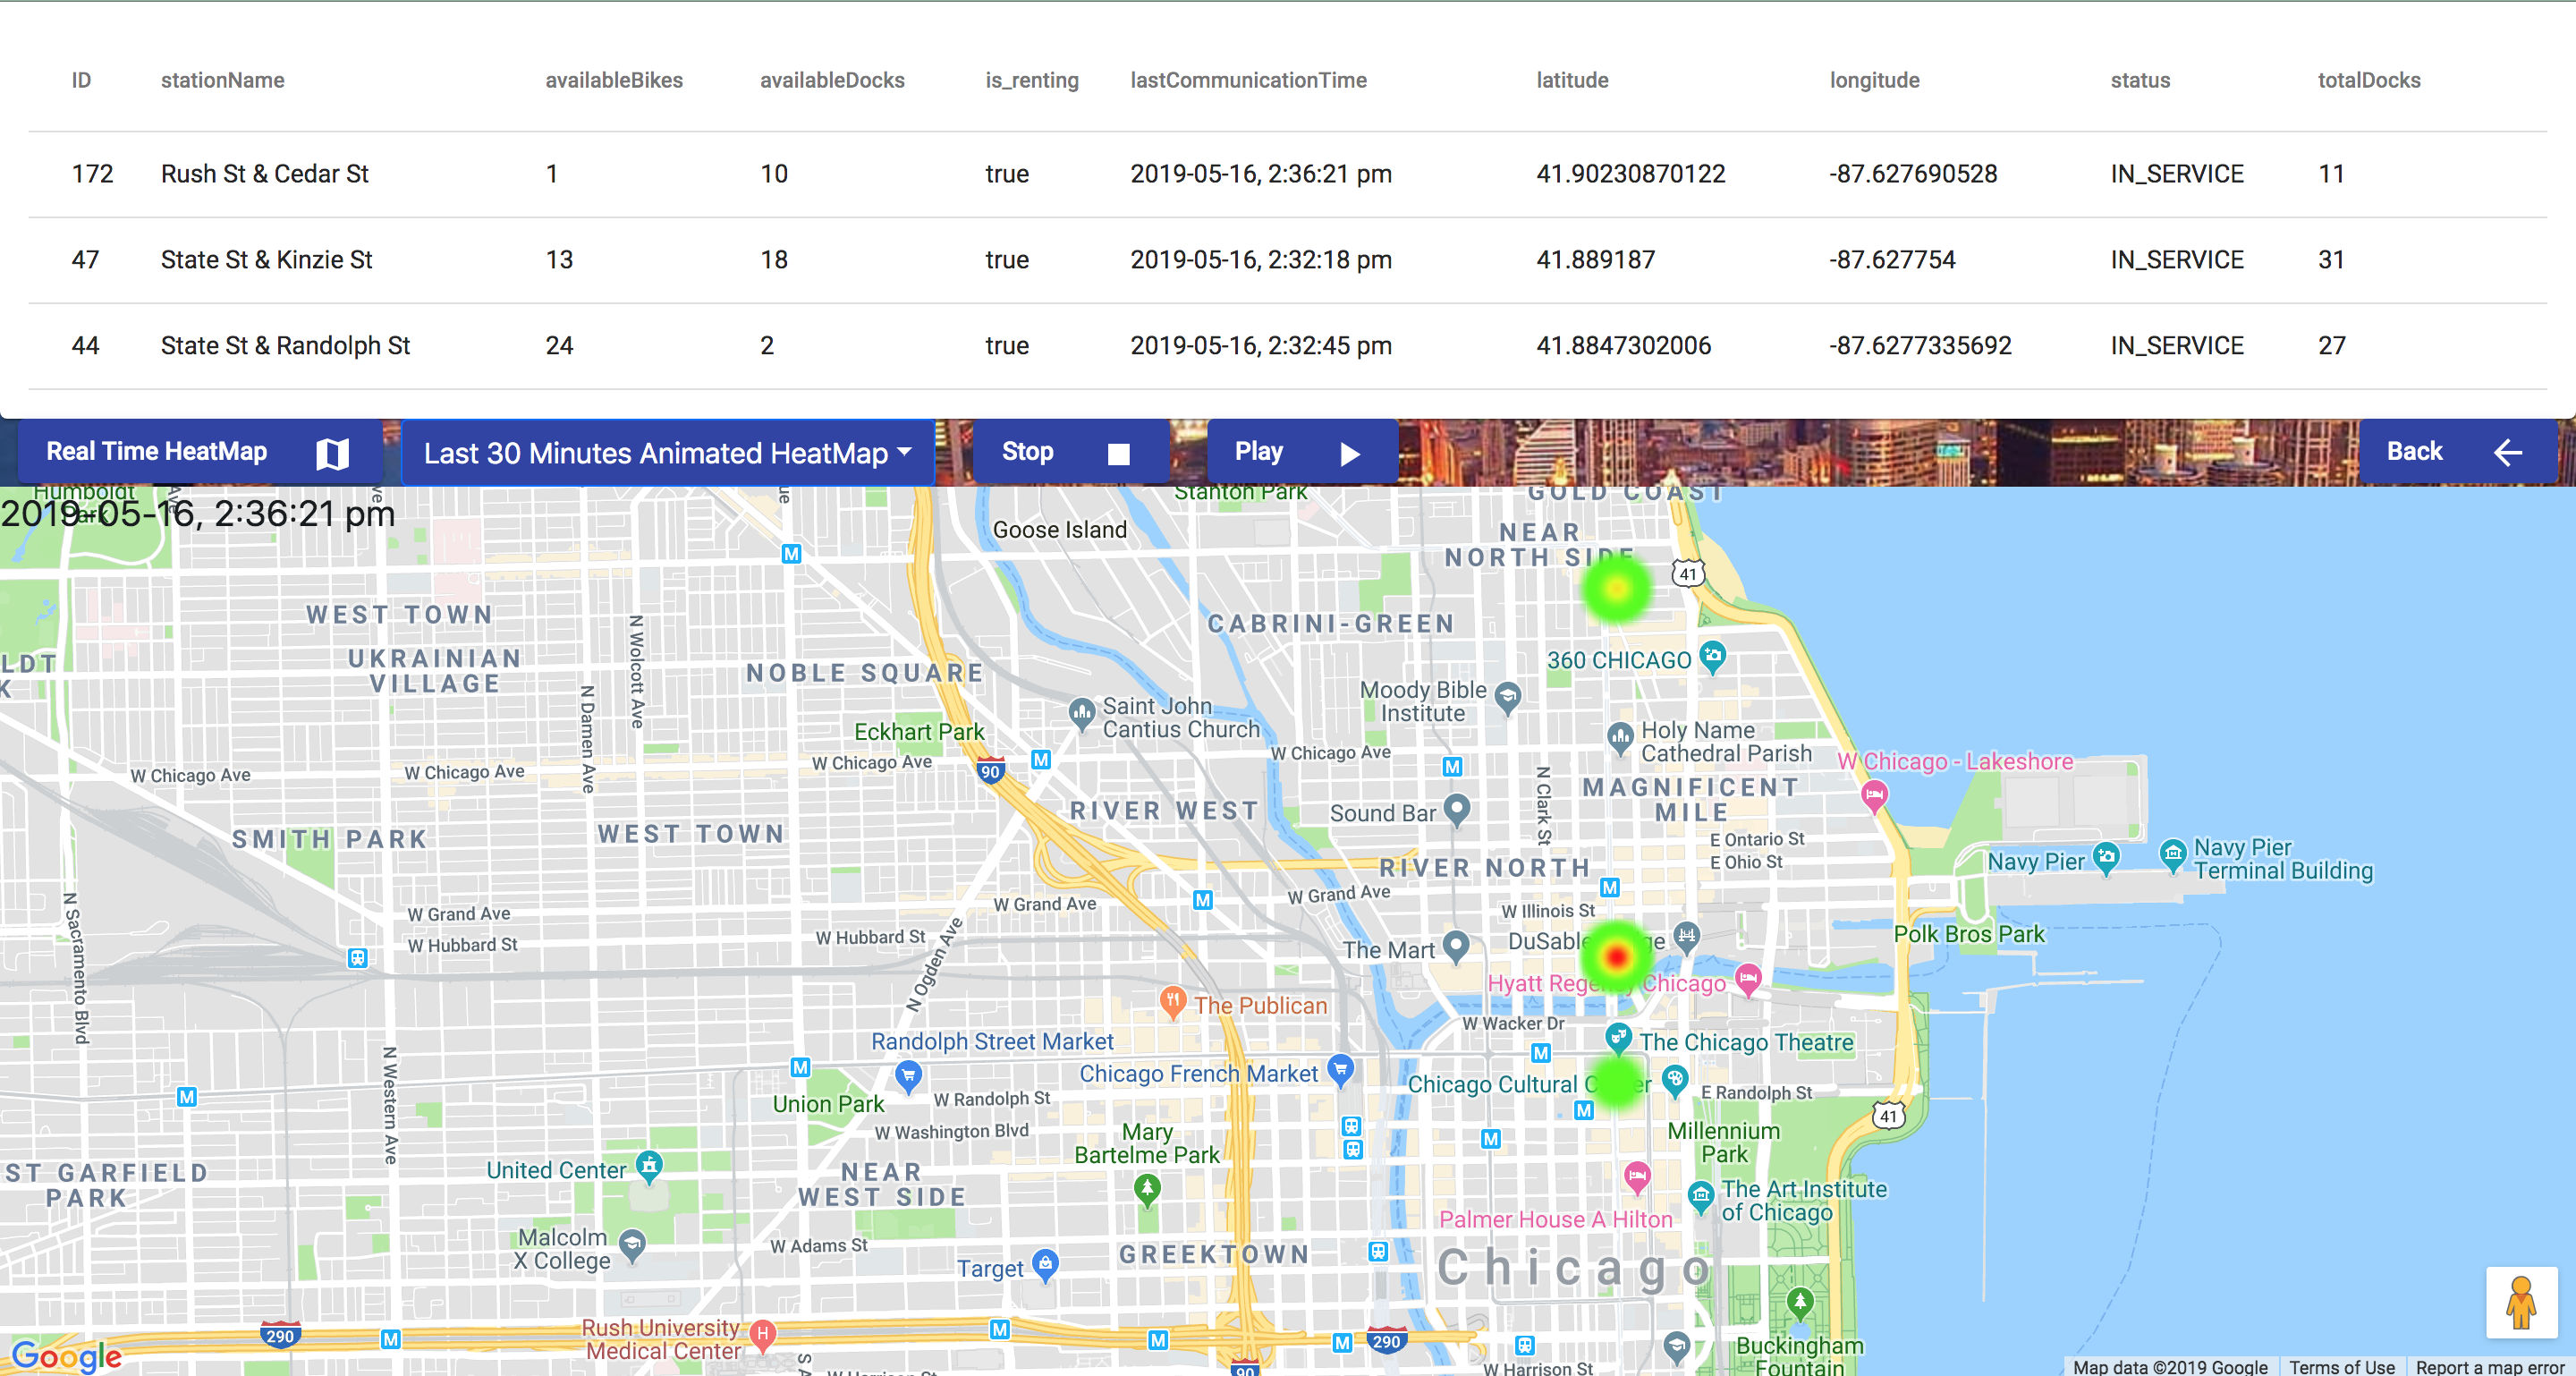 ID stationName availableBikes availableDocks is_renting lastCommunicationTime latitude longitude status totalDocks
172 Rush St & Cedar St 1 10 true 2019-05-16, 2:36:21 pm 41.90230870122 -87.627690528 IN_SERVICE 11
47 State St & Kinzie St 13 18 true 2019-05-16, 2:32:18 pm 41.889187 -87.627754 IN_SERVICE 31
44 State St & Randolph St 24 2 true 2019-05-16, 2:32:45 pm 41.8847302006 -87.6277335692 IN_SERVICE 27
Real Time HeatMap Last 30 Minutes Animated HeatMap Stop Play Back
Humboldt
Park
2019-05-16, 2:36:21 pm
Stanton Park
GOLD COAST
Goose Island
NEAR
NORTH SIDE
41
WEST TOWN
CABRINI-GREEN
N Wolcott Ave
UKRAINIAN
VILLAGE
NOBLE SQUARE
360 CHICAGO
LDT
K
N Damen Ave
Moody Bible
Institute
Saint John
Cantius Church
Eckhart Park
Holy Name
Cathedral Parish
W Chicago Ave
W Chicago Ave
W Chicago Ave
W Chicago Ave
90
W Chicago - Lakeshore
N Clark St
MAGNIFICENT
MILE
RIVER WEST
Sound Bar
SMITH PARK
WEST TOWN
E Ontario St
E Ohio St
RIVER NORTH
Navy Pier
Navy Pier
Terminal Building
N Sacramento Blvd
W Grand Ave
W Grand Ave
W Grand Ave
W Illinois St
W Hubbard St
W Hubbard St
N Ogden Ave
The Mart
DuSable
ge
Polk Bros Park
Hyatt Regency Chicago
The Publican
W Wacker Dr
Randolph Street Market
The Chicago Theatre
N Western Ave
Chicago French Market
Chicago Cultural C
er
E Randolph St
Union Park
W Randolph St
41
W Washington Blvd
Mary
Bartelme Park
Millennium
Park
ST GARFIELD
PARK
United Center
NEAR
WEST SIDE
The Art Institute
of Chicago
Palmer House A Hilton
Malcolm
X College
W Adams St
GREEKTOWN
Chicago
Target
290
Rush University
Medical Center
H
290
Buckingham
Fountain
Google
90
W Harrison St
W Harrison St
Map data ©2019 Google Terms of Use Report a map error